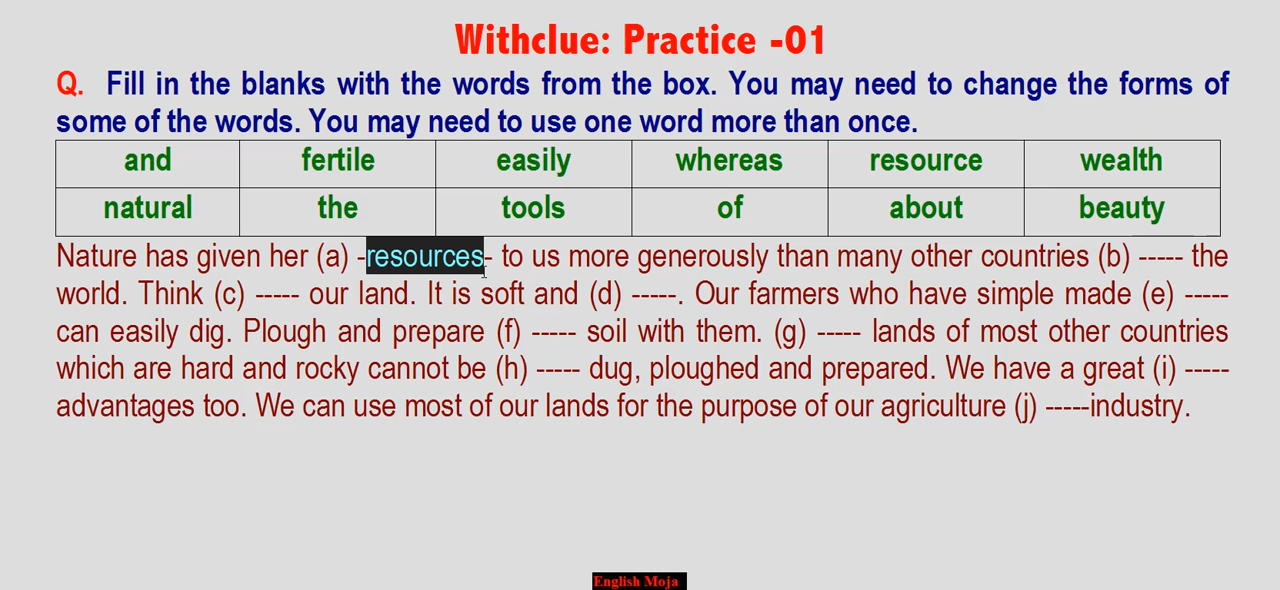 Withclue: Practice -01
Q. Fill in the blanks with the words from the box. You may need to change the forms of
some of the words. You may need to use one word more than once.
and fertile easily whereas resource wealth
natural the tools of about beauty
Nature has given her (a) -resources- to us more generously than many other countries (b) ----- the
world. Think (c) ----- our land. It is soft and (d) -----. Our farmers who have simple made (e) -----
can easily dig. Plough and prepare (f) ----- soil with them. (g) ----- lands of most other countries
which are hard and rocky cannot be (h) ----- dug, ploughed and prepared. We have a great (i) -----
advantages too. We can use most of our lands for the purpose of our agriculture (j) -----industry.
English Moja